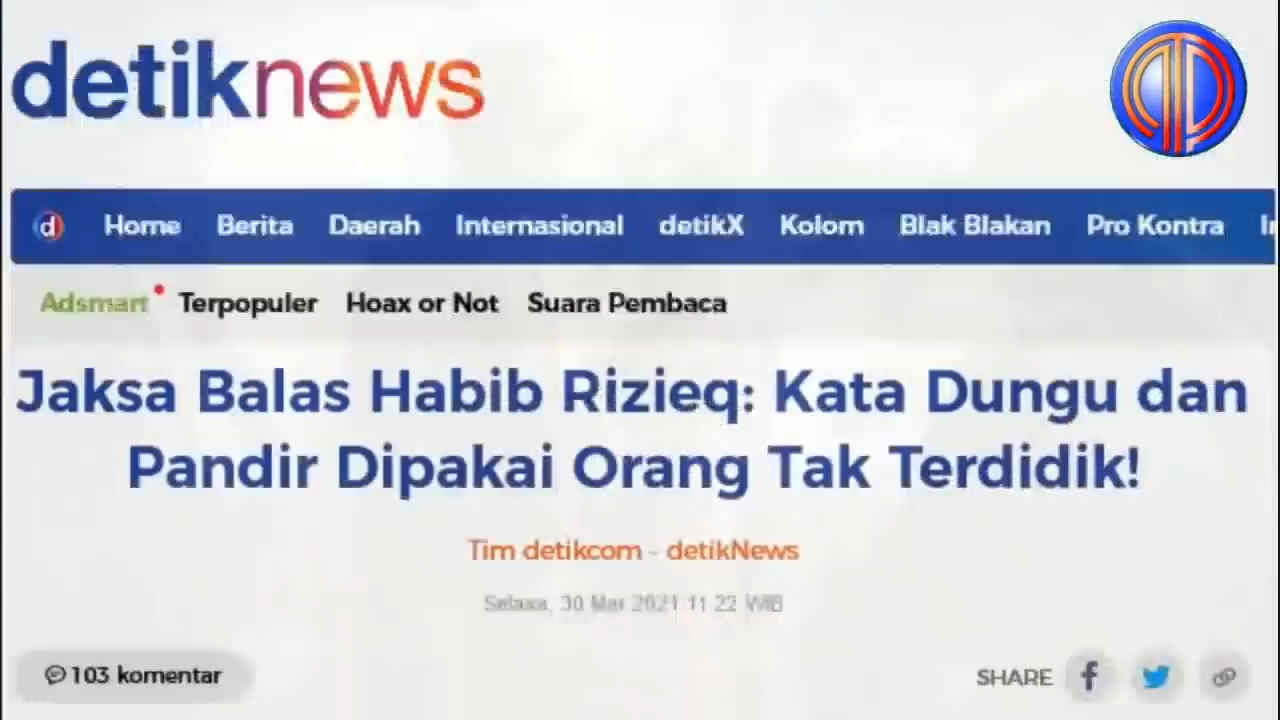 detiknews
d Home Berita Daerah Internasional detikX Kolom Blak Blakan Pro Kontra
Adsmart Terpopuler Hoax or Not Suara Pembaca
Jaksa Balas Habib Rizieq: Kata Dungu dan
Pandir Dipakai Orang Tak Terdidik!
Tim detikcom - detikNews
Selasa, 30 Mar 2021 11:22 WIB
103 komentar
SHARE